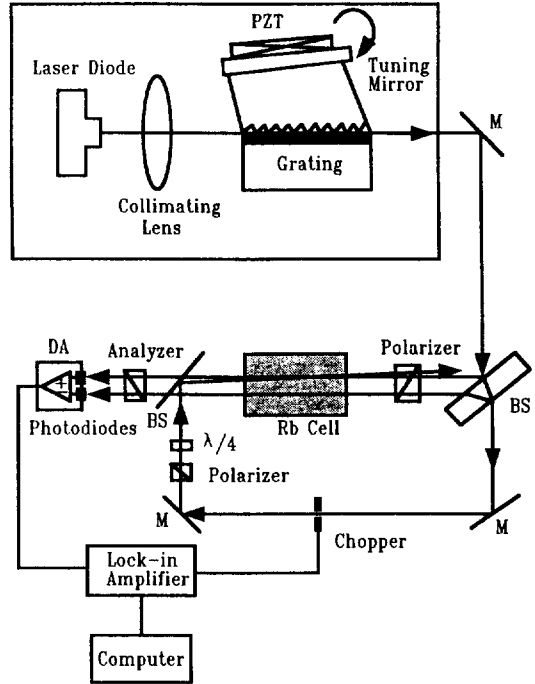 PZT
Laser Diode
Tuning
Mirror
M
Grating
Collimating
Lens
DA
Analyzer
Polarizer
+
-
BS
BS
Photodiodes
Rb Cell
λ/4
Polarizer
M
M
Chopper
Lock-in
Amplifier
Computer